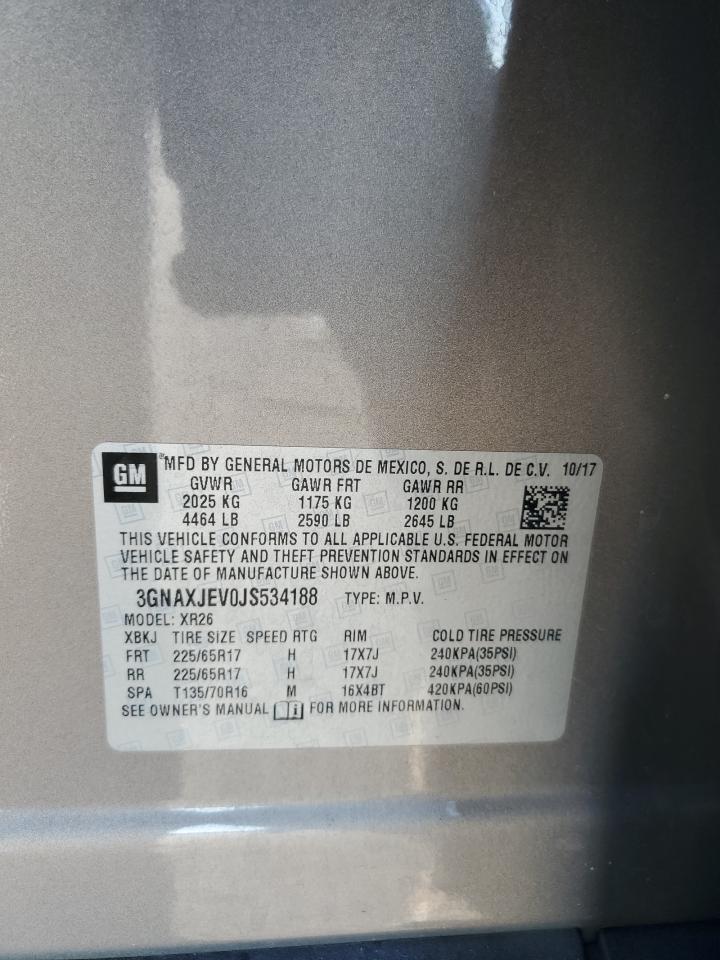 GM ®MFD BY GENERAL MOTORS DE MEXICO, S. DE R.L. DE C.V. 10/17
GVWR GAWR FRT GAWR RR
2025 KG 1175 KG 1200 KG
4464 LB 2590 LB 2645 LB
THIS VEHICLE CONFORMS TO ALL APPLICABLE U.S. FEDERAL MOTOR
VEHICLE SAFETY AND THEFT PREVENTION STANDARDS IN EFFECT ON
THE DATE OF MANUFACTURE SHOWN ABOVE.
3GNAXJEV0JS534188 TYPE: M.P.V.
MODEL: XR26
XBKJ TIRE SIZE SPEED RTG RIM COLD TIRE PRESSURE
FRT 225/65R17 H 17X7J 240KPA(35PSI)
RR 225/65R17 H 17X7J 240KPA(35PSI)
SPA T135/70R16 M 16X4BT 420KPA(60PSI)
SEE OWNER'S MANUAL i FOR MORE INFORMATION.